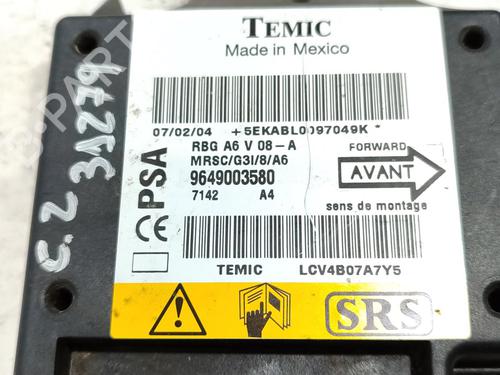 TEMIC
Made in Mexico
07/02/04 +5EKABL0097049K *
PSA
RBG A6 V 08-A
MRSC/G3I/8/A6
9649003580
7142 A4
FORWARD
AVANT
sens de montage
CE
TEMIC LCV4B07A7Y5
SRS
C.2
3A279